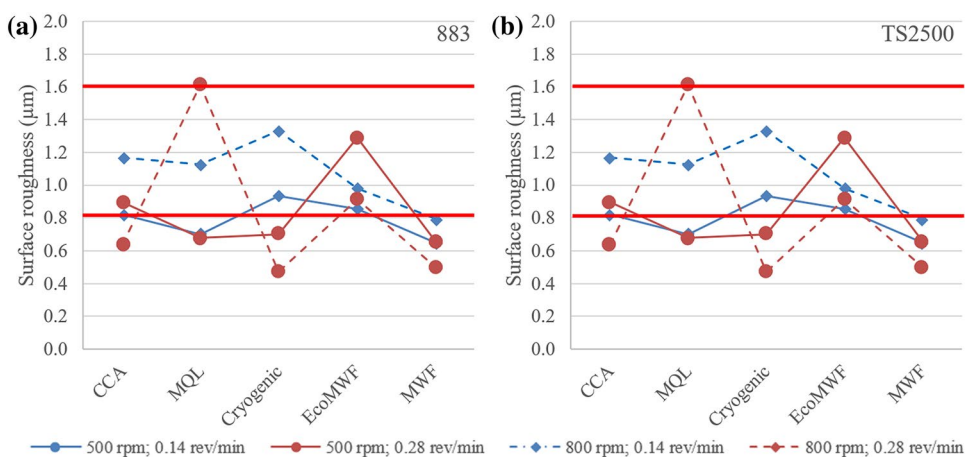 (a)
883
Surface roughness (µm)
2.0
1.8
1.6
1.4
1.2
1.0
0.8
0.6
0.4
0.2
0.0
CCA
MQL
Cryogenic
EcoMWF
MWF
(b)
TS2500
Surface roughness (µm)
2.0
1.8
1.6
1.4
1.2
1.0
0.8
0.6
0.4
0.2
0.0
CCA
MQL
Cryogenic
EcoMWF
MWF
500 rpm; 0.14 rev/min
500 rpm; 0.28 rev/min
800 rpm; 0.14 rev/min
800 rpm; 0.28 rev/min